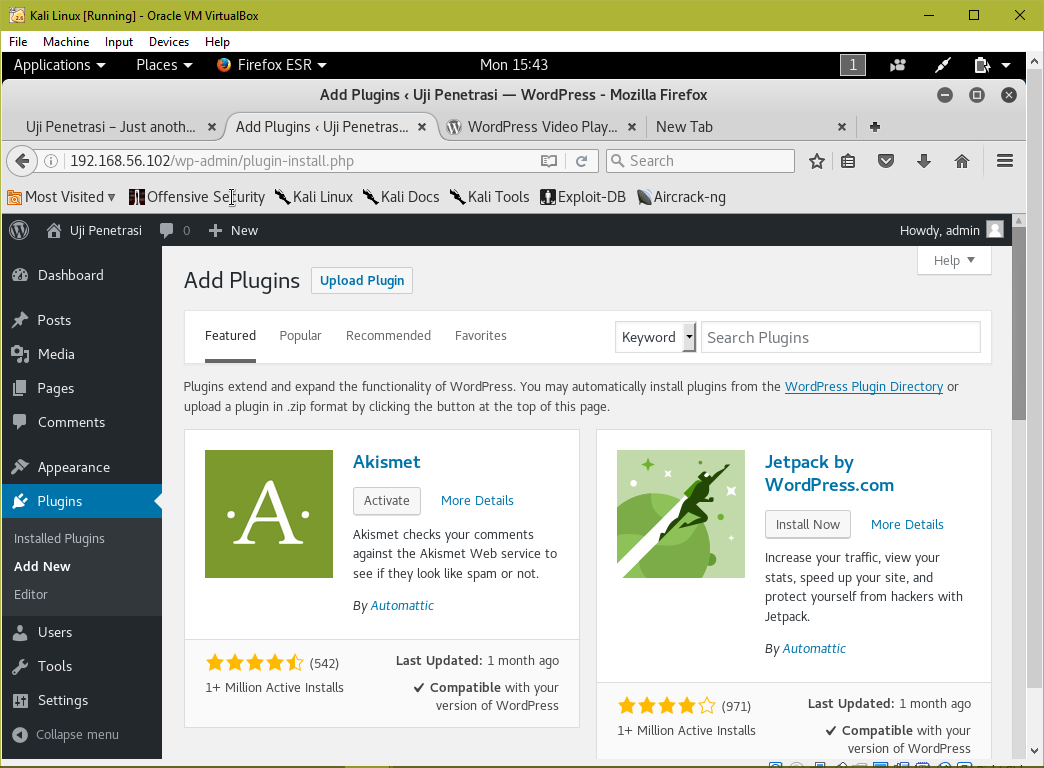 Kali Linux [Running] - Oracle VM VirtualBox
File Machine Input Devices Help
Applications Places Firefox ESR Mon 15:43 1
Add Plugins ‹ Uji Penetrasi — WordPress - Mozilla Firefox
Uji Penetrasi – Just anoth... Add Plugins ‹ Uji Penetras... WordPress Video Play... New Tab
192.168.56.102/wp-admin/plugin-install.php Search
Most Visited Offensive Security Kali Linux Kali Docs Kali Tools Exploit-DB Aircrack-ng
Uji Penetrasi 0 New Howdy, admin
Help
Dashboard
Posts
Media
Pages
Comments
Appearance
Plugins
Installed Plugins
Add New
Editor
Users
Tools
Settings
Collapse menu
Add Plugins Upload Plugin
Featured Popular Recommended Favorites Keyword Search Plugins
Plugins extend and expand the functionality of WordPress. You may automatically install plugins from the WordPress Plugin Directory or
upload a plugin in .zip format by clicking the button at the top of this page.
A
Akismet
Activate More Details
Akismet checks your comments
against the Akismet Web service to
see if they look like spam or not.
By Automattic
(542) Last Updated: 1 month ago
1+ Million Active Installs Compatible with your
version of WordPress
Jetpack by
WordPress.com
Install Now More Details
Increase your traffic, view your
stats, speed up your site, and
protect yourself from hackers with
Jetpack.
By Automattic
(971) Last Updated: 1 month ago
1+ Million Active Installs Compatible with your
version of WordPress